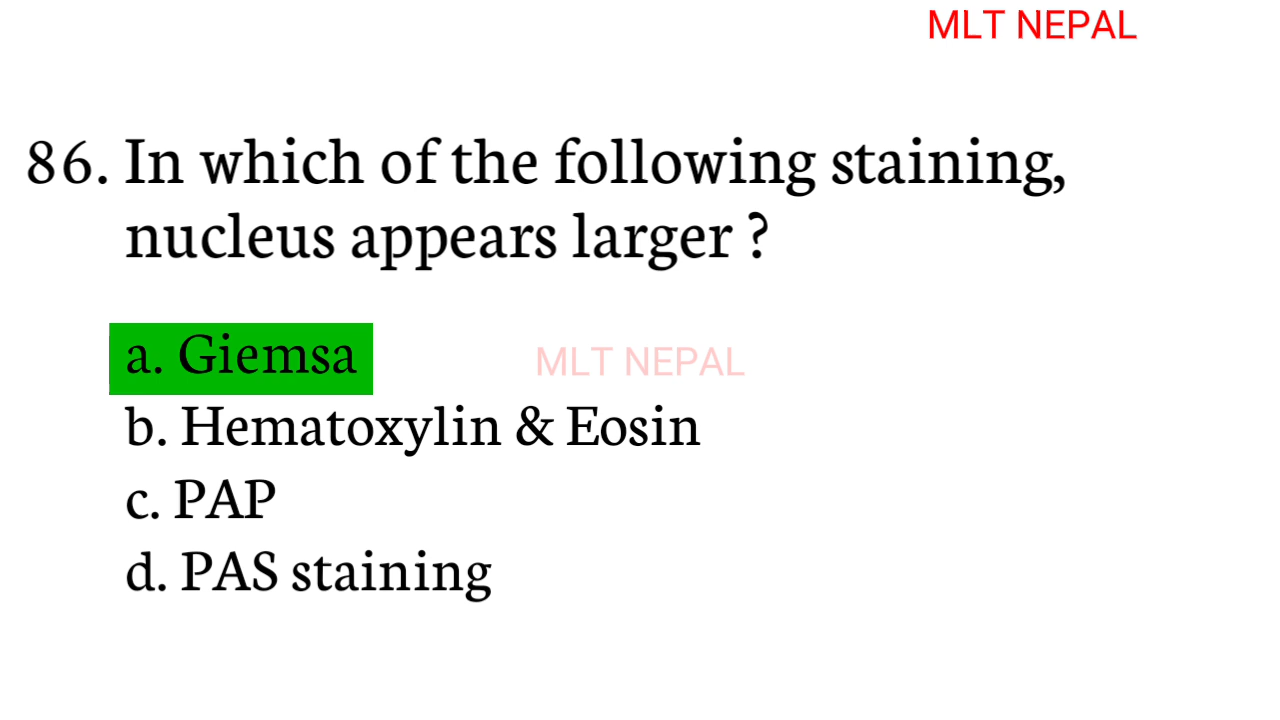 MLT NEPAL
86. In which of the following staining,
nucleus appears larger ?
a. Giemsa
MLT NEPAL
b. Hematoxylin & Eosin
c. PAP
d. PAS staining